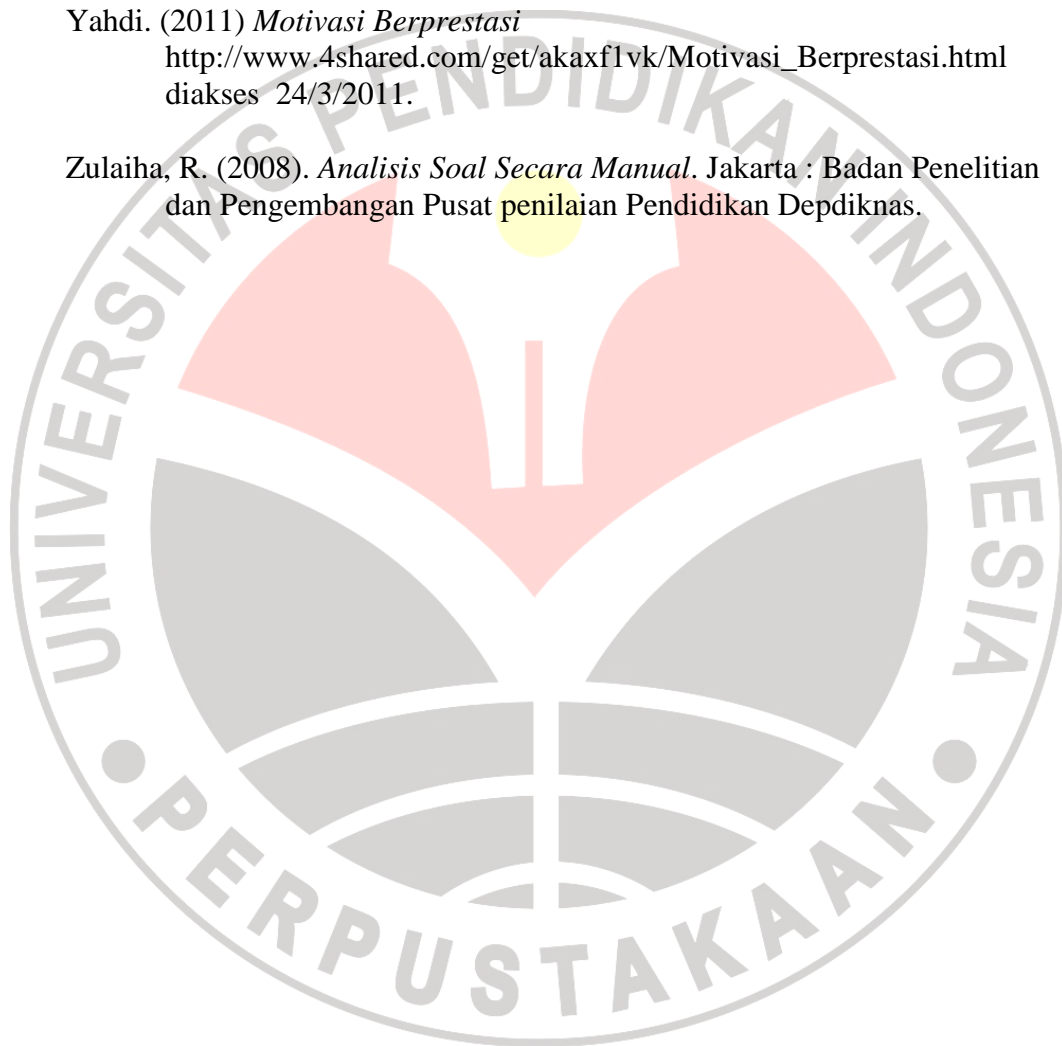 Yahdi. (2011) Motivasi Berprestasi
http://www.4shared.com/get/akaxf1vk/Motivasi_Berprestasi.html
diakses 24/3/2011.
Zulaiha, R. (2008). Analisis Soal Secara Manual. Jakarta : Badan Penelitian
dan Pengembangan Pusat penilaian Pendidikan Depdiknas.
UNIVERSITAS PENDIDIKAN INDONESIA
PERPUSTAKAAN